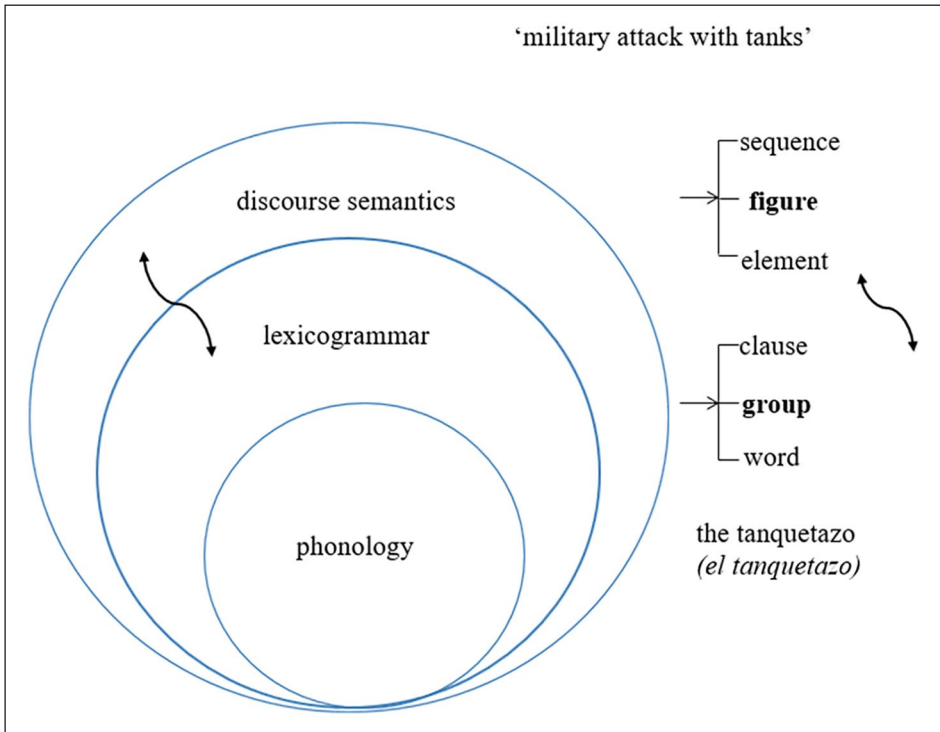 ‘military attack with tanks’
discourse semantics
lexicogrammar
phonology
sequence
figure
element
clause
group
word
the tanquetazo
(el tanquetazo)